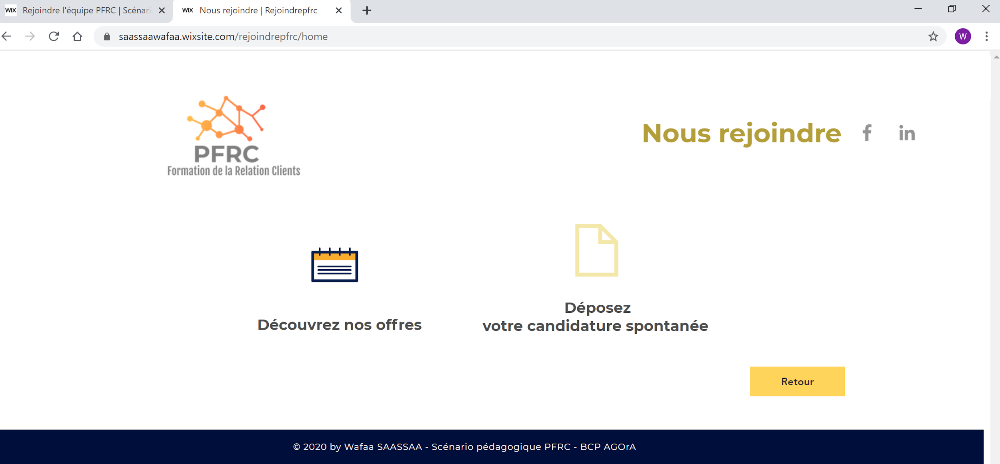 WIX Rejoindre l'équipe PFRC | Scénari
WIX Nous rejoindre | Rejoindrepfrc
saassaawafaa.wixsite.com/rejoindrepfrc/home
W
PFRC
Formation de la Relation Clients
Nous rejoindre
f
in
Découvrez nos offres
Déposez
votre candidature spontanée
Retour
© 2020 by Wafaa SAASSAA - Scénario pédagogique PFRC - BCP AGOrA